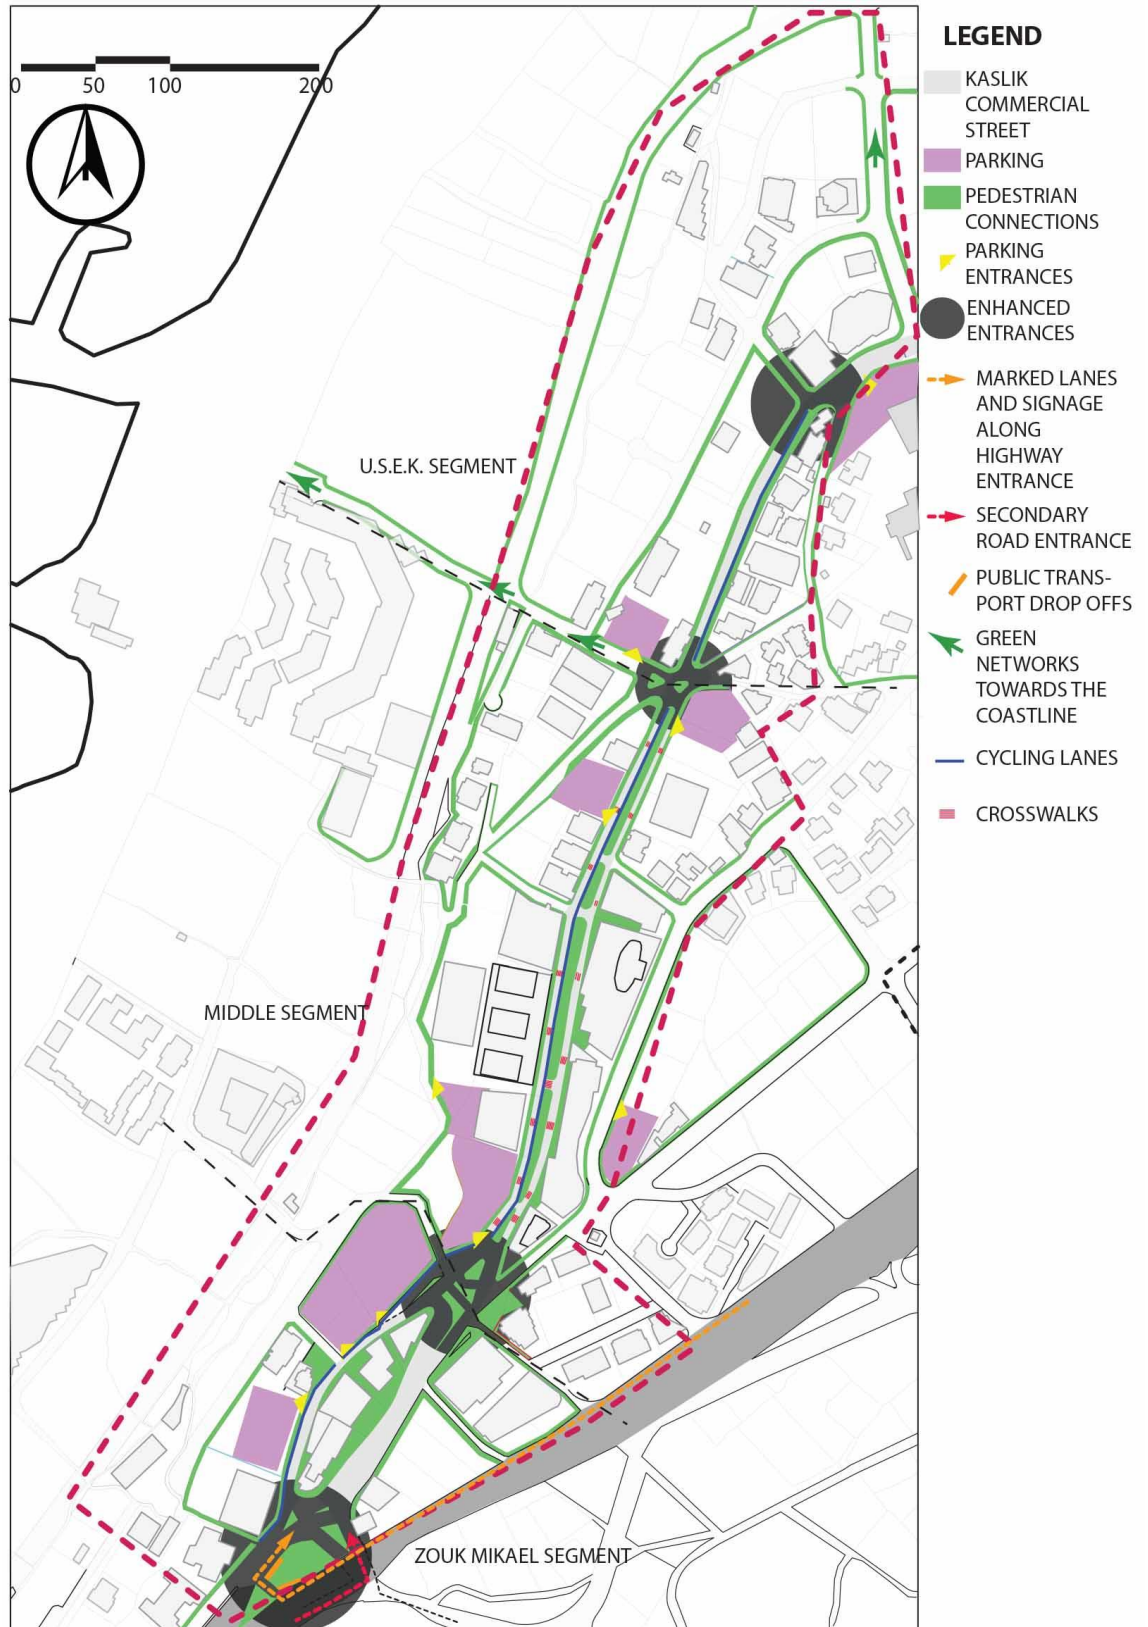 0 50 100 200
U.S.E.K. SEGMENT
MIDDLE SEGMENT
ZOUK MIKAEL SEGMENT
LEGEND
KASLIK
COMMERCIAL
STREET
PARKING
PEDESTRIAN
CONNECTIONS
PARKING
ENTRANCES
ENHANCED
ENTRANCES
MARKED LANES
AND SIGNAGE
ALONG
HIGHWAY
ENTRANCE
SECONDARY
ROAD ENTRANCE
PUBLIC TRANS-
PORT DROP OFFS
GREEN
NETWORKS
TOWARDS THE
COASTLINE
CYCLING LANES
CROSSWALKS